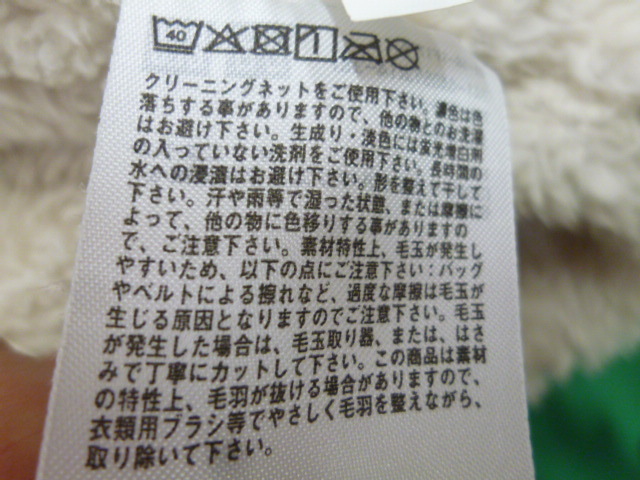 40
クリーニングネットをご使用下さい。濃色は色
落ちする事がありますので、他の物とのお洗濯
はお避け下さい。生成り・淡色には蛍光増白剤
の入っていない洗剤をご使用下さい。長時間の
水への浸漬はお避け下さい。形を整えて干して
下さい。汗や雨等で湿った状態、または摩擦に
よって、他の物に色移りする事がありますの
で、ご注意下さい。素材特性上、毛玉が発生し
やすいため、以下の点にご注意下さい：バッグ
やベルトによる擦れなど、過度な摩擦は毛玉が
生じる原因となりますのでご注意下さい。毛玉
が発生した場合は、毛玉取り器、または、はさ
みで丁寧にカットして下さい。この商品は素材
の特性上、毛羽が抜ける場合がありますので、
衣類用ブラシ等でやさしく毛羽を整えながら、
取り除いて下さい。